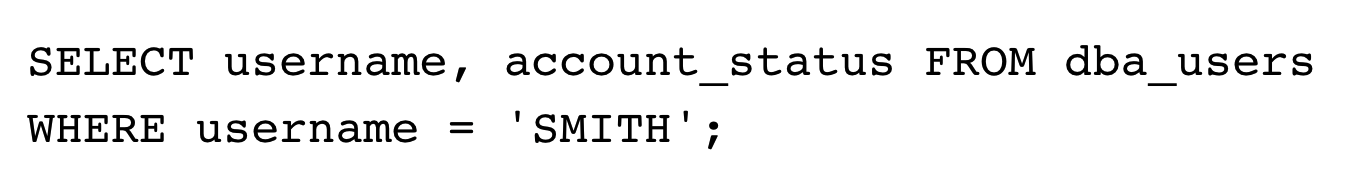 SELECT username, account_status FROM dba_users
WHERE username = 'SMITH';